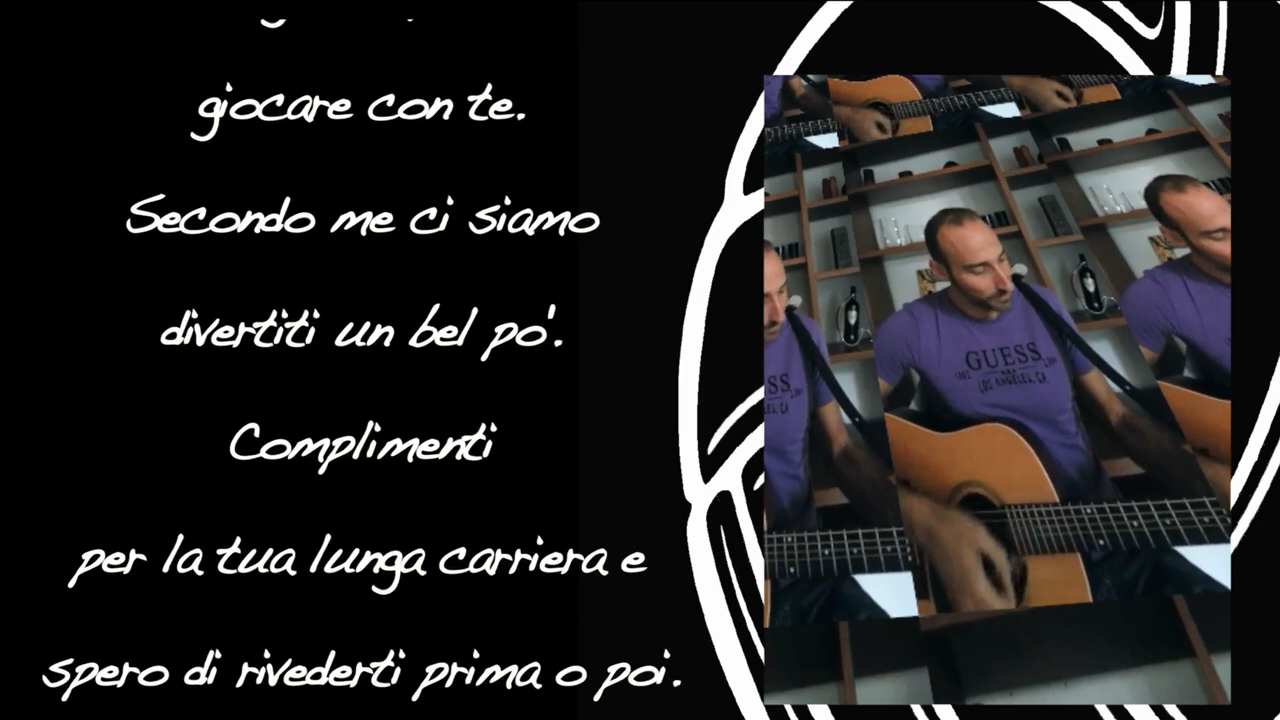 giocare con te.
Secondo me ci siamo
divertiti un bel po'.
Complimenti
per la tua lunga carriera e
spero di rivederti prima o poi.
GUESS
LOS ANGELES, CA